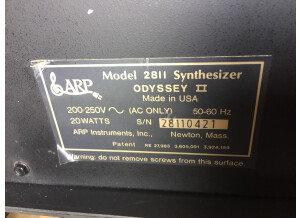 ARP Model 2811 Synthesizer
ODYSSEY II
Made in USA
200-250V (AC ONLY) 50-60 Hz
20WATTS S/N 28110421
ARP Instruments, Inc., Newton, Mass.
Patent
Warning: do not remove screws from this surface.